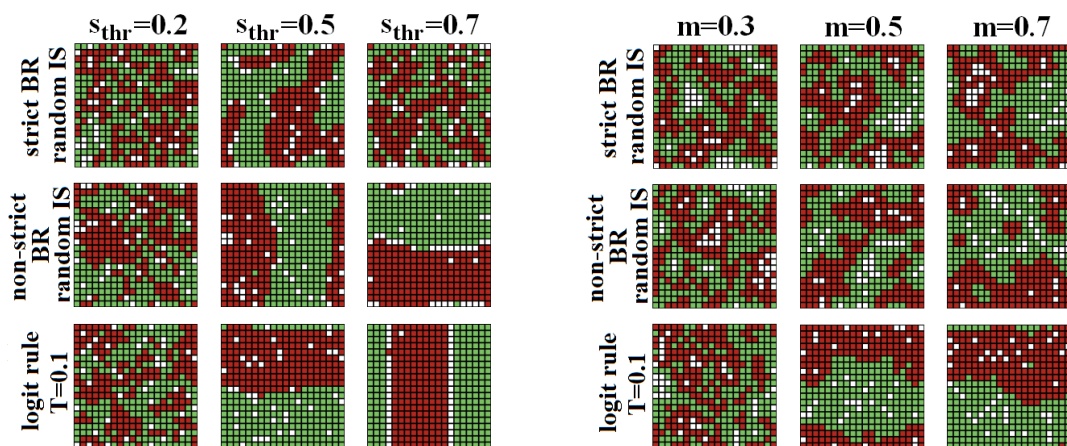 s_thr=0.2 s_thr=0.5 s_thr=0.7 m=0.3 m=0.5 m=0.7
strict BR
random IS
strict BR
random IS
non-strict
BR
random IS
non-strict
BR
random IS
logit rule
T=0.1
logit rule
T=0.1